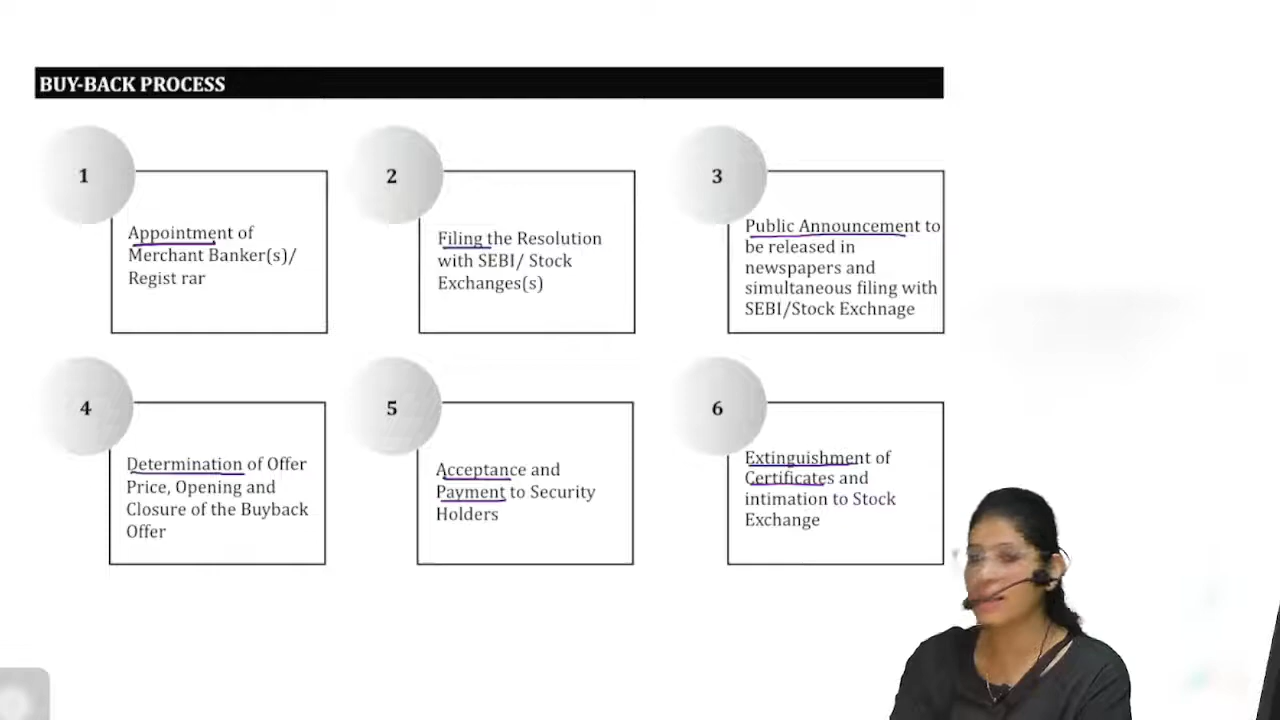 BUY-BACK PROCESS
1
Appointment of
Merchant Banker(s)/
Regist rar
2
Filing the Resolution
with SEBI/ Stock
Exchanges(s)
3
Public Announcement to
be released in
newspapers and
simultaneous filing with
SEBI/Stock Exchnage
4
Determination of Offer
Price, Opening and
Closure of the Buyback
Offer
5
Acceptance and
Payment to Security
Holders
6
Extinguishment of
Certificates and
intimation to Stock
Exchange